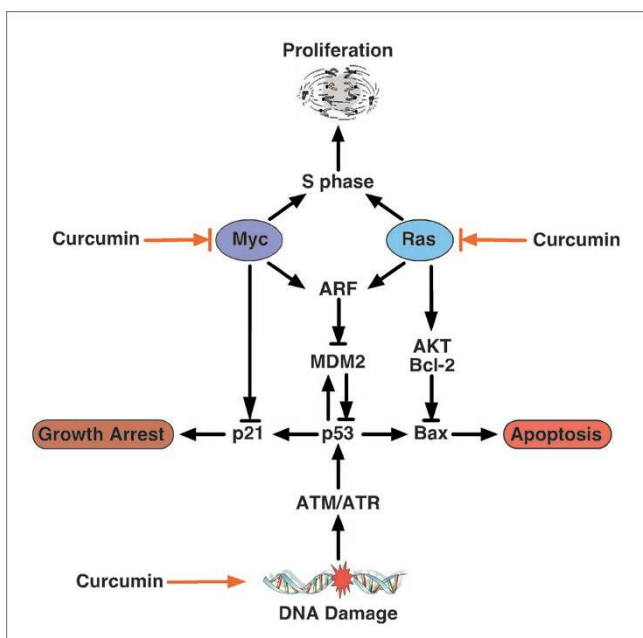 Proliferation
S phase
Curcumin
Myc
Ras
Curcumin
ARF
MDM2
AKT
Bcl-2
Growth Arrest
p21
p53
Bax
Apoptosis
ATM/ATR
Curcumin
DNA Damage